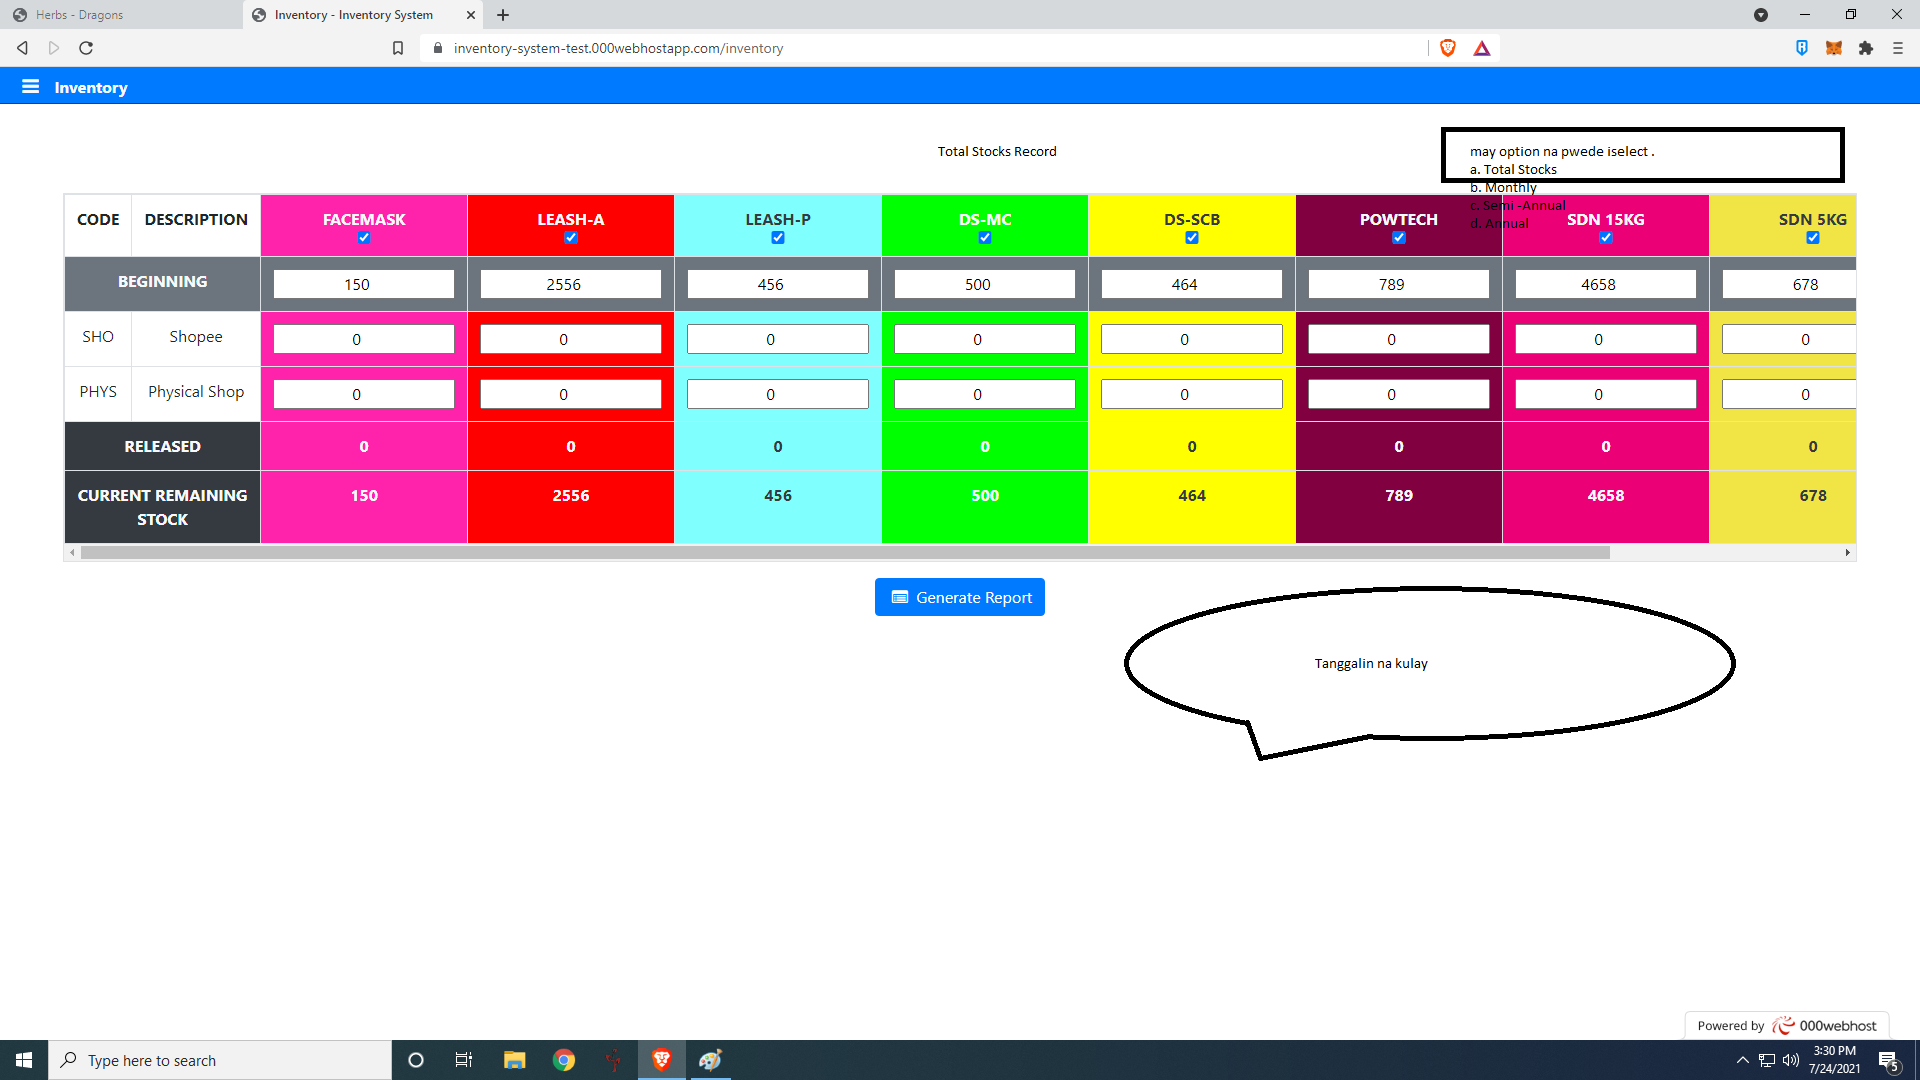 Herbs - Dragons
Inventory - Inventory System
inventory-system-test.000webhostapp.com/inventory
Inventory
Total Stocks Record
may option na pwede iselect .
a. Total Stocks
b. Monthly
c. Semi -Annual
d. Annual
CODE DESCRIPTION FACEMASK LEASH-A LEASH-P DS-MC DS-SCB POWTECH SDN 15KG SDN 5KG
BEGINNING 150 2556 456 500 464 789 4658 678
SHO Shopee 0 0 0 0 0 0 0 0
PHYS Physical Shop 0 0 0 0 0 0 0 0
RELEASED 0 0 0 0 0 0 0 0
CURRENT REMAINING 150 2556 456 500 464 789 4658 678
STOCK
Generate Report
Tanggalin na kulay
Powered by 000webhost
Type here to search
3:30 PM
7/24/2021
5